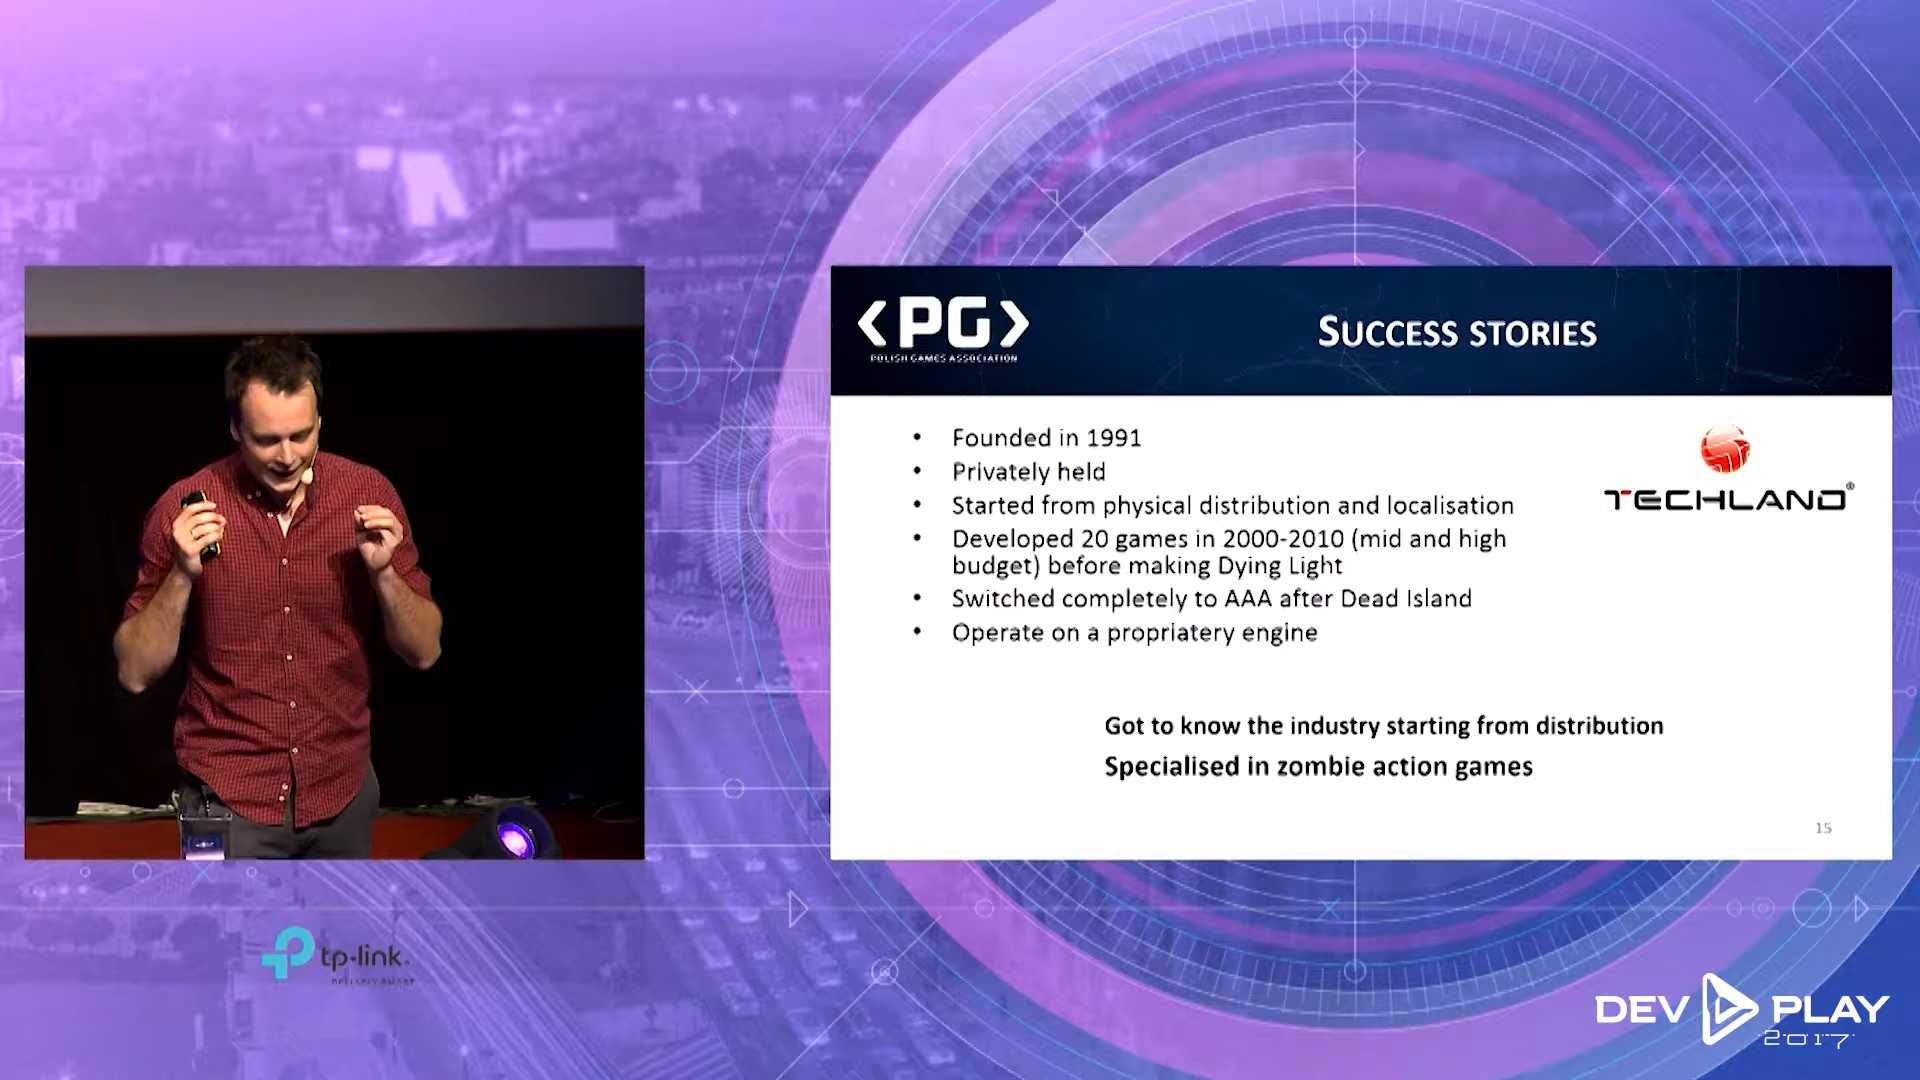 <PG>
POLISH GAMES ASSOCIATION
SUCCESS STORIES
• Founded in 1991
• Privately held
• Started from physical distribution and localisation
• Developed 20 games in 2000-2010 (mid and high
budget) before making Dying Light
• Switched completely to AAA after Dead Island
• Operate on a propriatery engine
TECHLAND®
Got to know the industry starting from distribution
Specialised in zombie action games
15
tp-link
RELIABLY SMART
DEV PLAY
2017